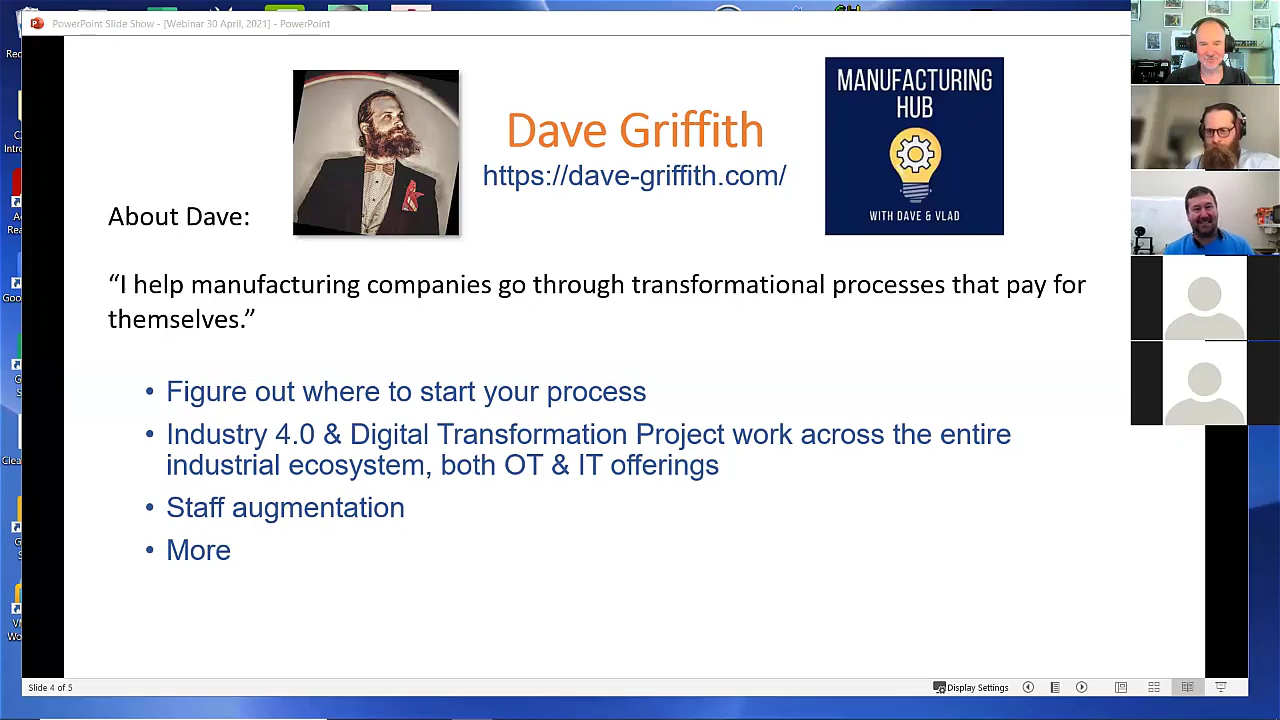 PowerPoint Slide Show - [Webinar 30 April, 2021] - PowerPoint
MANUFACTURING
HUB
WITH DAVE & VLAD
Dave Griffith
https://dave-griffith.com/
About Dave:
“I help manufacturing companies go through transformational processes that pay for
themselves.”
• Figure out where to start your process
• Industry 4.0 & Digital Transformation Project work across the entire
industrial ecosystem, both OT & IT offerings
• Staff augmentation
• More
Slide 4 of 5
Display Settings